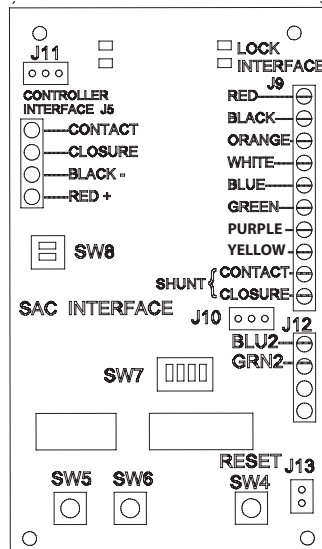 J11
LOCK
INTERFACE
J9
CONTROLLER
INTERFACE J5
CONTACT
CLOSURE
BLACK -
RED +
RED
BLACK
ORANGE
WHITE
BLUE
GREEN
PURPLE
YELLOW
SHUNT { CONTACT
CLOSURE
SW8
SAC INTERFACE
J10
J12
BLU2
GRN2
SW7
RESET
J13
SW5
SW6
SW4